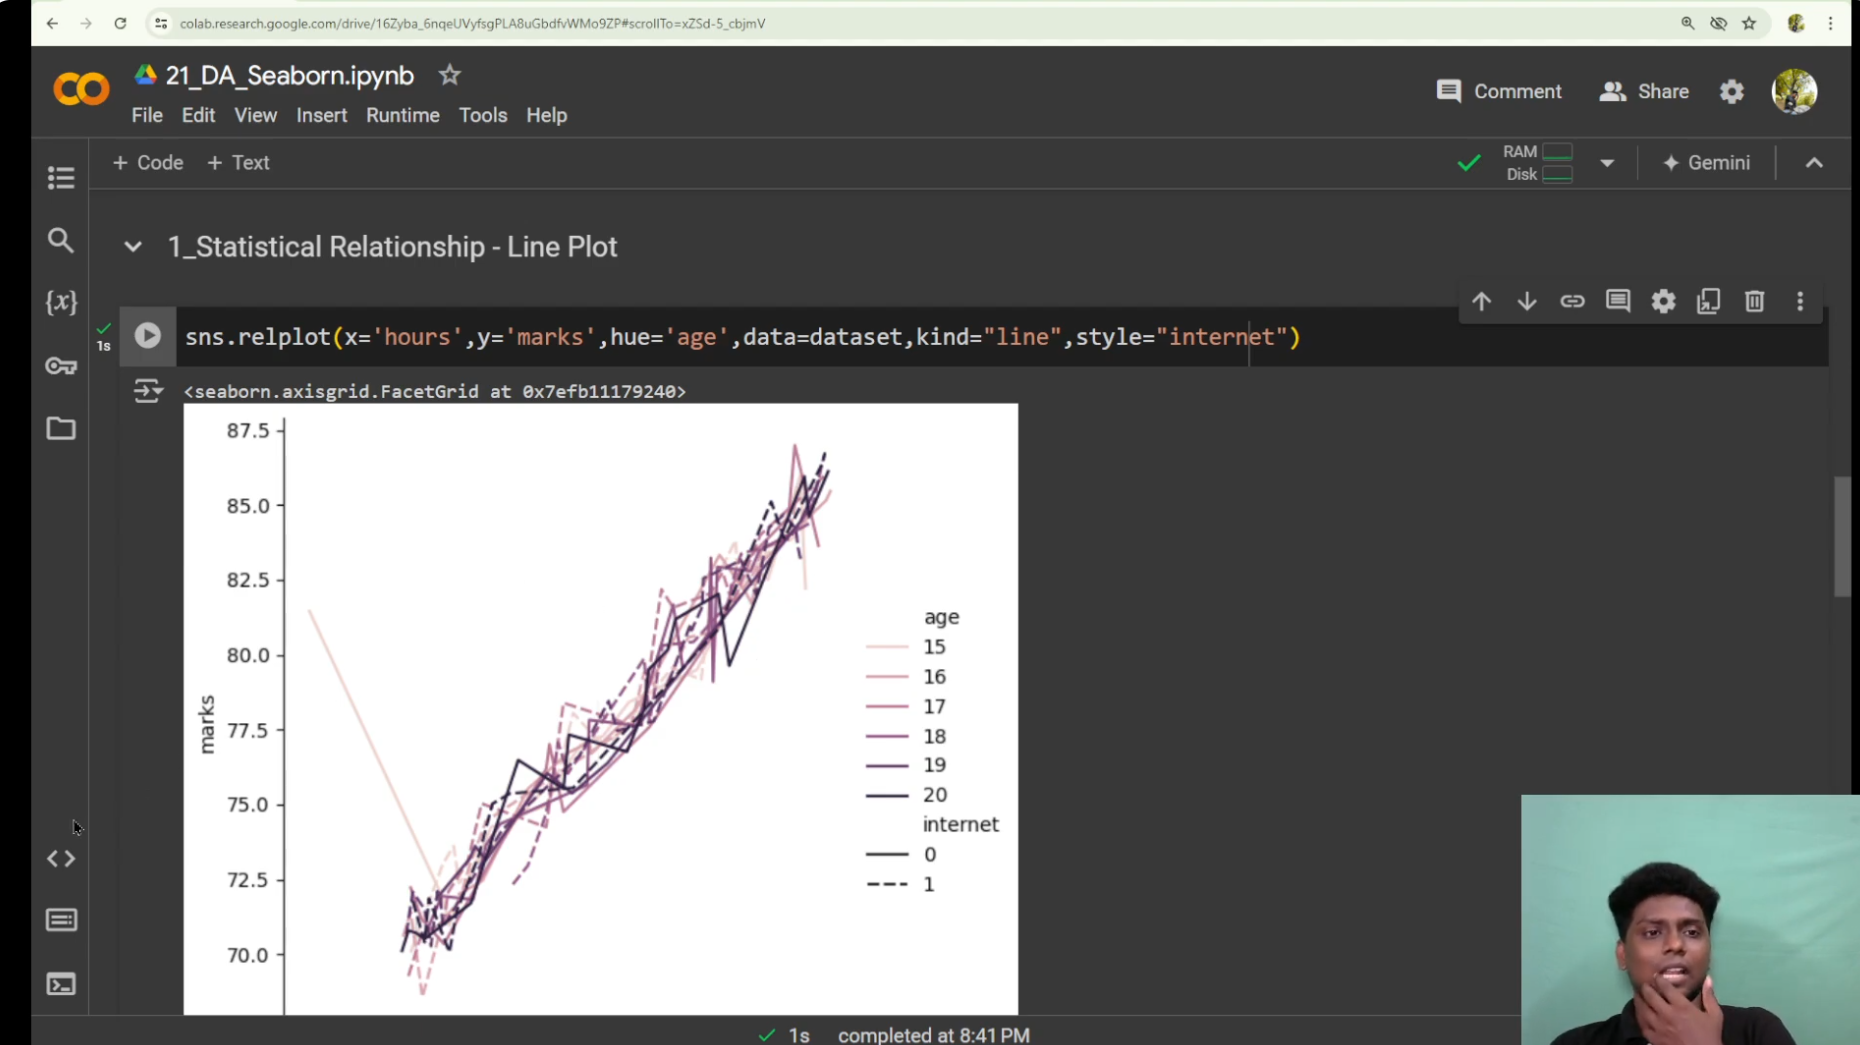 colab.research.google.com/drive/16Zyba_6nqeUVyfsgPLA8uGbdfvWMo9ZP#scrollTo=xZSd-5_cbjmV
21_DA_Seaborn.ipynb
Comment
Share
File Edit View Insert Runtime Tools Help
+ Code + Text
RAM
Disk
Gemini
1_Statistical Relationship - Line Plot
sns.relplot(x='hours',y='marks',hue='age',data=dataset,kind="line",style="internet")
1s
<seaborn.axisgrid.FacetGrid at 0x7efb11179240>
87.5
85.0
82.5
80.0
77.5
75.0
72.5
70.0
marks
age
15
16
17
18
19
20
internet
0
1
1s completed at 8:41 PM